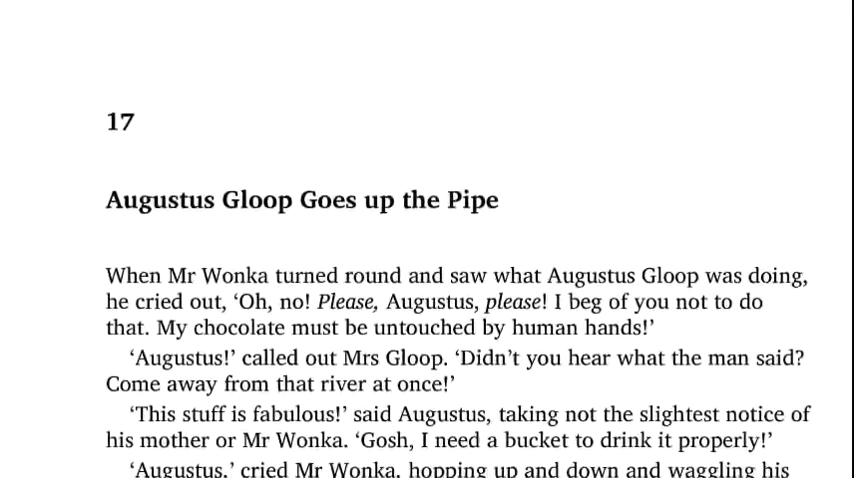 17
Augustus Gloop Goes up the Pipe
When Mr Wonka turned round and saw what Augustus Gloop was doing,
he cried out, ‘Oh, no! Please, Augustus, please! I beg of you not to do
that. My chocolate must be untouched by human hands!’
‘Augustus!’ called out Mrs Gloop. ‘Didn’t you hear what the man said?
Come away from that river at once!’
‘This stuff is fabulous!’ said Augustus, taking not the slightest notice of
his mother or Mr Wonka. ‘Gosh, I need a bucket to drink it properly!’
‘Augustus,’ cried Mr Wonka, hopping up and down and waggling his